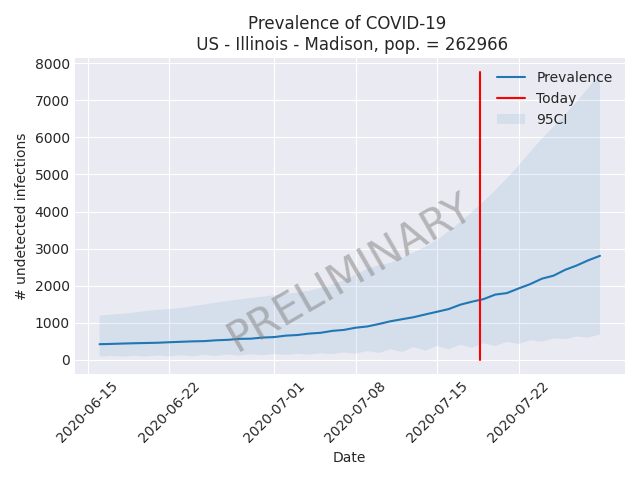 Prevalence of COVID-19
US - Illinois - Madison, pop. = 262966
8000
7000
6000
5000
4000
3000
2000
1000
0
# undetected infections
Prevalence
Today
95CI
PRELIMINARY
2020-06-15
2020-06-22
2020-07-01
2020-07-08
2020-07-15
2020-07-22
Date